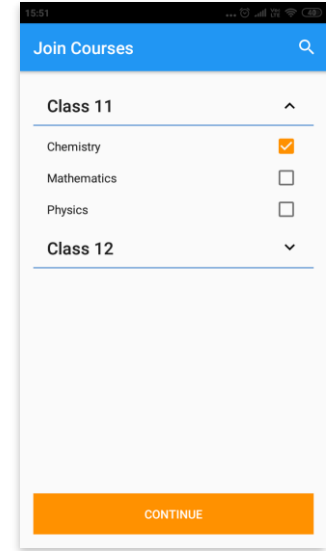 15:51
Join Courses
Class 11
Chemistry
Mathematics
Physics
Class 12
CONTINUE